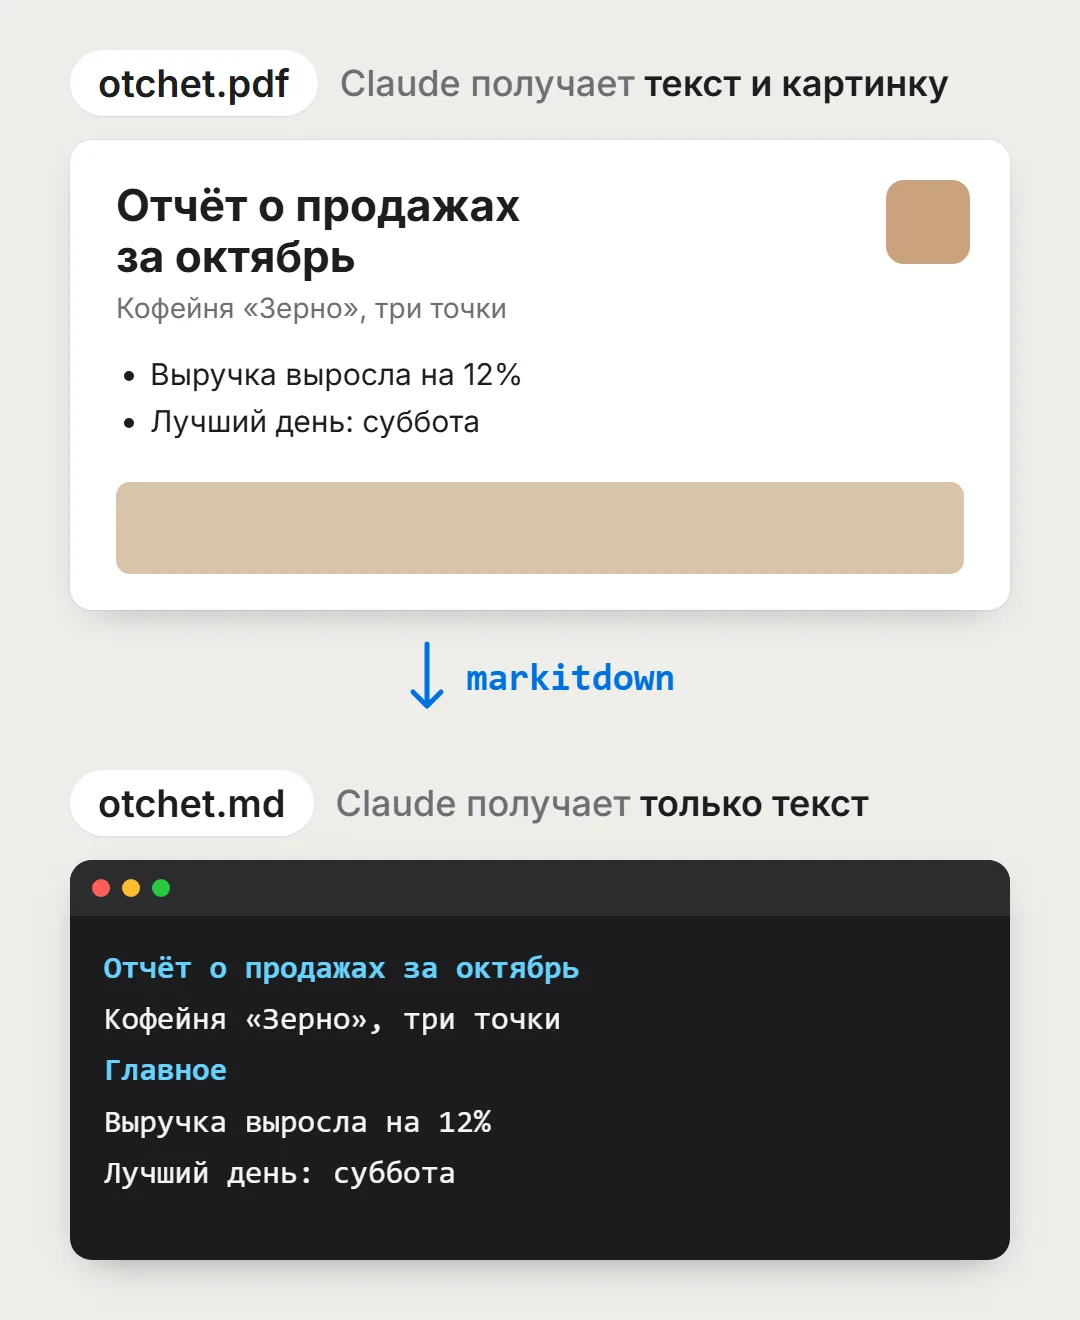 otchet.pdf Claude получает текст и картинку
Отчёт о продажах
за октябрь
Кофейня «Зерно», три точки
• Выручка выросла на 12%
• Лучший день: суббота
markitdown
otchet.md Claude получает только текст
Отчёт о продажах за октябрь
Кофейня «Зерно», три точки
Главное
Выручка выросла на 12%
Лучший день: суббота